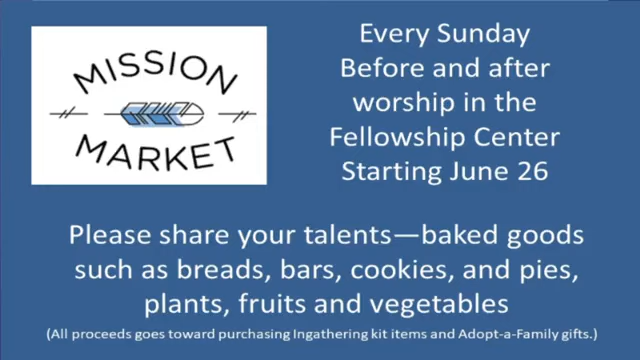 MISSION
MARKET
Every Sunday
Before and after
worship in the
Fellowship Center
Starting June 26
Please share your talents—baked goods
such as breads, bars, cookies, and pies,
plants, fruits and vegetables
(All proceeds goes toward purchasing Ingathering kit items and Adopt-a-Family gifts.)